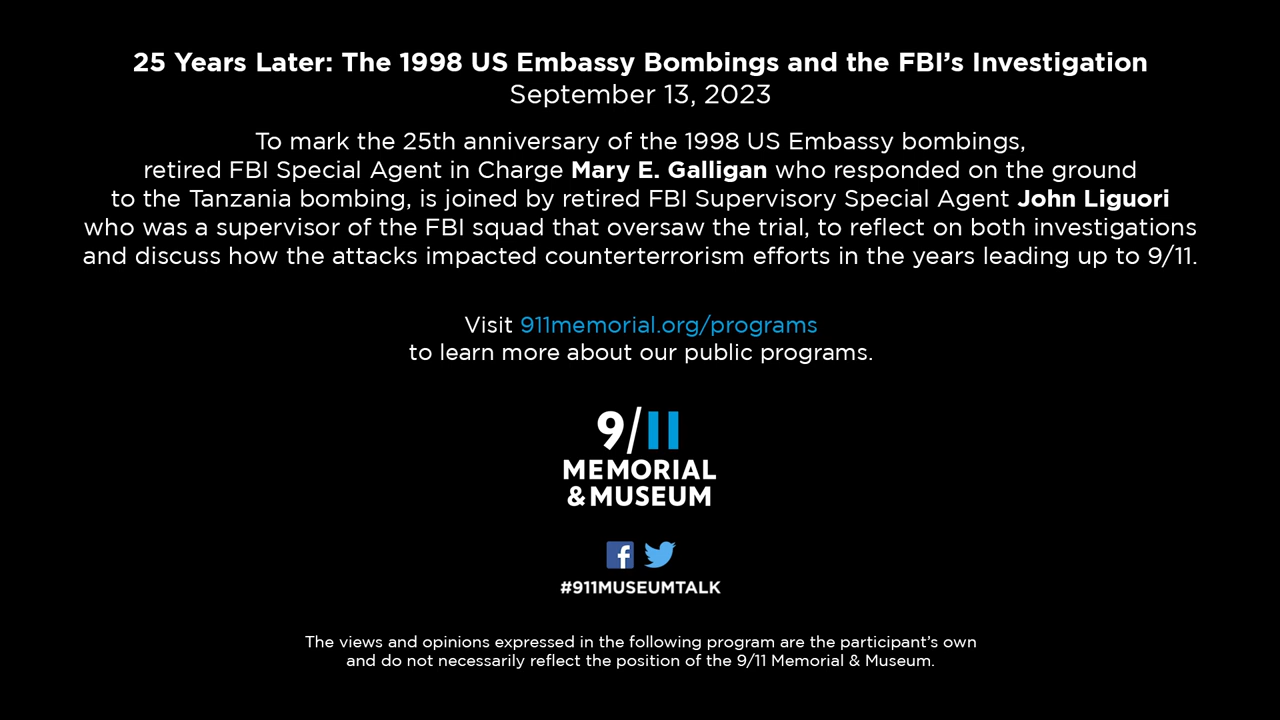 25 Years Later: The 1998 US Embassy Bombings and the FBI’s Investigation
September 13, 2023
To mark the 25th anniversary of the 1998 US Embassy bombings,
retired FBI Special Agent in Charge Mary E. Galligan who responded on the ground
to the Tanzania bombing, is joined by retired FBI Supervisory Special Agent John Liguori
who was a supervisor of the FBI squad that oversaw the trial, to reflect on both investigations
and discuss how the attacks impacted counterterrorism efforts in the years leading up to 9/11.
Visit 911memorial.org/programs
to learn more about our public programs.
9/11
MEMORIAL
& MUSEUM
#911MUSEUMTALK
The views and opinions expressed in the following program are the participant’s own
and do not necessarily reflect the position of the 9/11 Memorial & Museum.